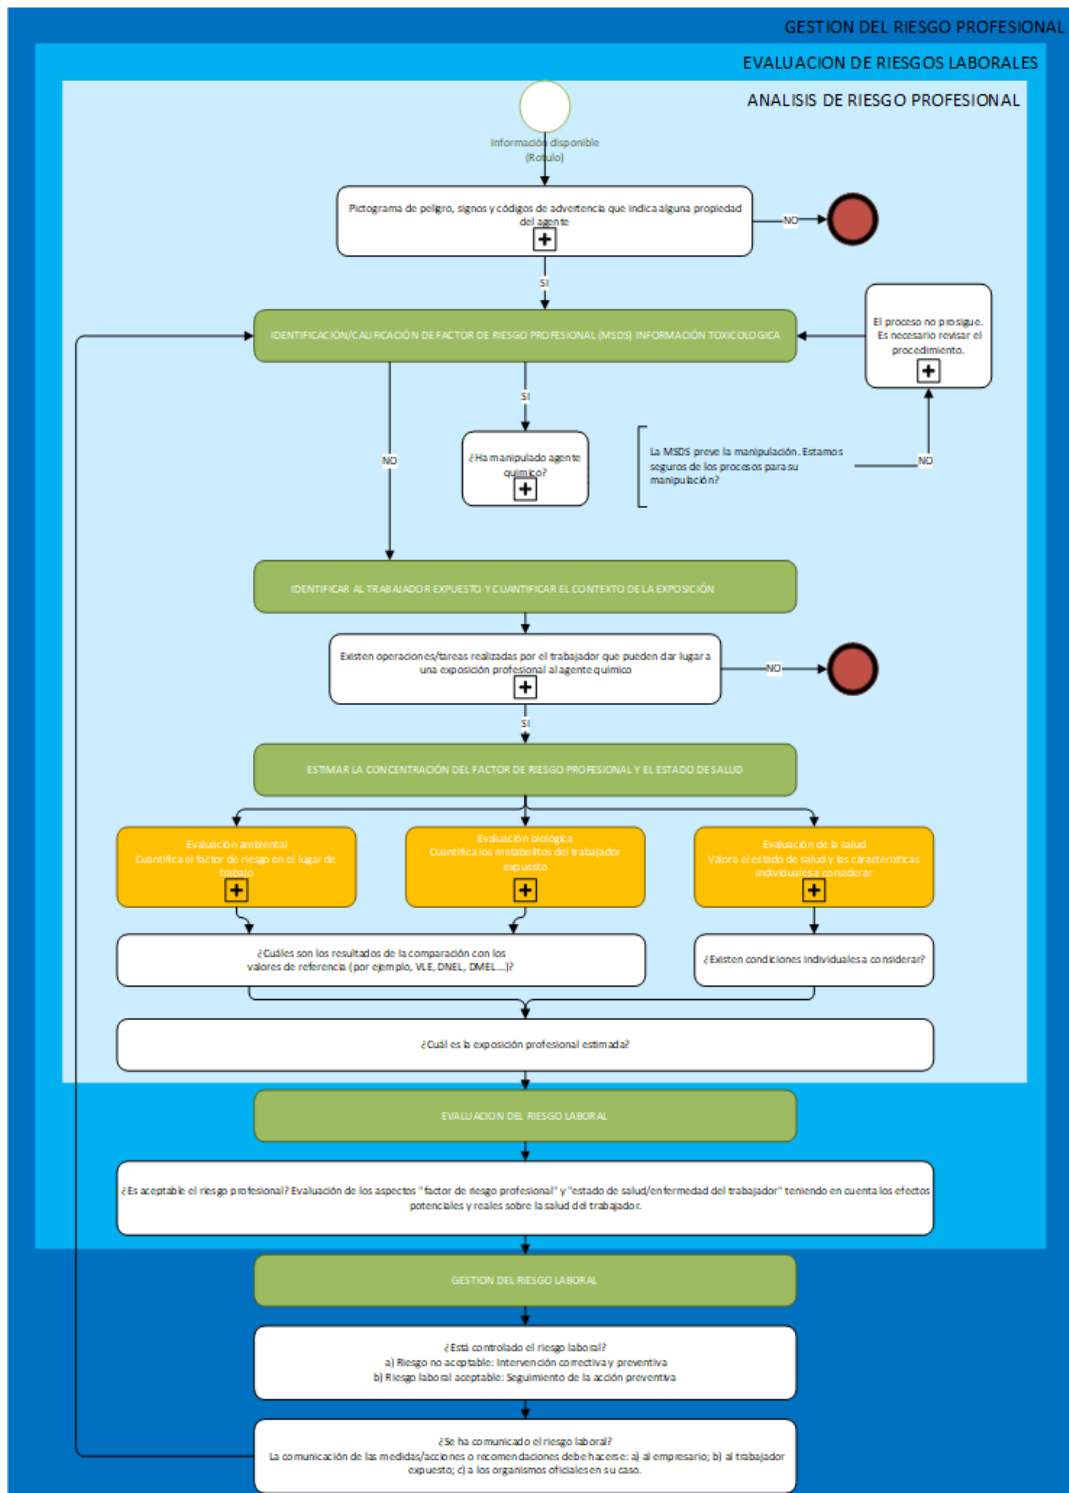 GESTION DEL RIESGO PROFESIONAL
EVALUACION DE RIESGOS LABORALES
ANALISIS DE RIESGO PROFESIONAL
Información disponible
(Rotulo)
Pictograma de peligro, signos y códigos de advertencia que indica alguna propiedad
del agente
NO
SI
IDENTIFICACIÓN/CALIFICACIÓN DE FACTOR DE RIESGO PROFESIONAL (MSDS) INFORMACIÓN TOXICOLOGICA
El proceso no prosigue.
Es necesario revisar el
procedimiento.
SI
NO
¿Ha manipulado agente
quimico?
La MSDS preve la manipulación. Estamos
seguros de los procesos para su
manipulación?
NO
IDENTIFICAR AL TRABAJADOR EXPUESTO Y CUANTIFICAR EL CONTEXTO DE LA EXPOSICIÓN
Existen operaciones/tareas realizadas por el trabajador que pueden dar lugar a
una exposición profesional al agente químico
NO
SI
ESTIMAR LA CONCENTRACIÓN DEL FACTOR DE RIESGO PROFESIONAL Y EL ESTADO DE SALUD
Evaluación ambiental
Cuantifica el factor de riesgo en el lugar de
trabajo
Evaluación biológica
Cuantifica los metabolitos del trabajador
expuesto
Evaluación de la salud
Valora el estado de salud y las caracterizticas
individuales a considerar
¿Cuáles son los resultados de la comparación con los
valores de referencia (por ejemplo, VLE, DNEL, DMEL...)?
¿Existen condiciones individuales a considerar?
¿Cuál es la exposición profesional estimada?
EVALUACION DEL RIESGO LABORAL
¿Es aceptable el riesgo profesional? Evaluación de los aspectos "factor de riesgo profesional" y "estado de salud/enfermedad del trabajador" teniendo en cuenta los efectos
potenciales y reales sobre la salud del trabajador.
GESTION DEL RIESGO LABORAL
¿Está controlado el riesgo laboral?
a) Riesgo no aceptable: Intervención correctiva y preventiva
b) Riesgo laboral aceptable: Seguimiento de la acción preventiva
¿Se ha comunicado el riesgo laboral?
La comunicación de las medidas/acciones o recomendaciones debe hacerse: a) al empresario; b) al trabajador
expuesto; c) a los organismos oficiales en su caso.